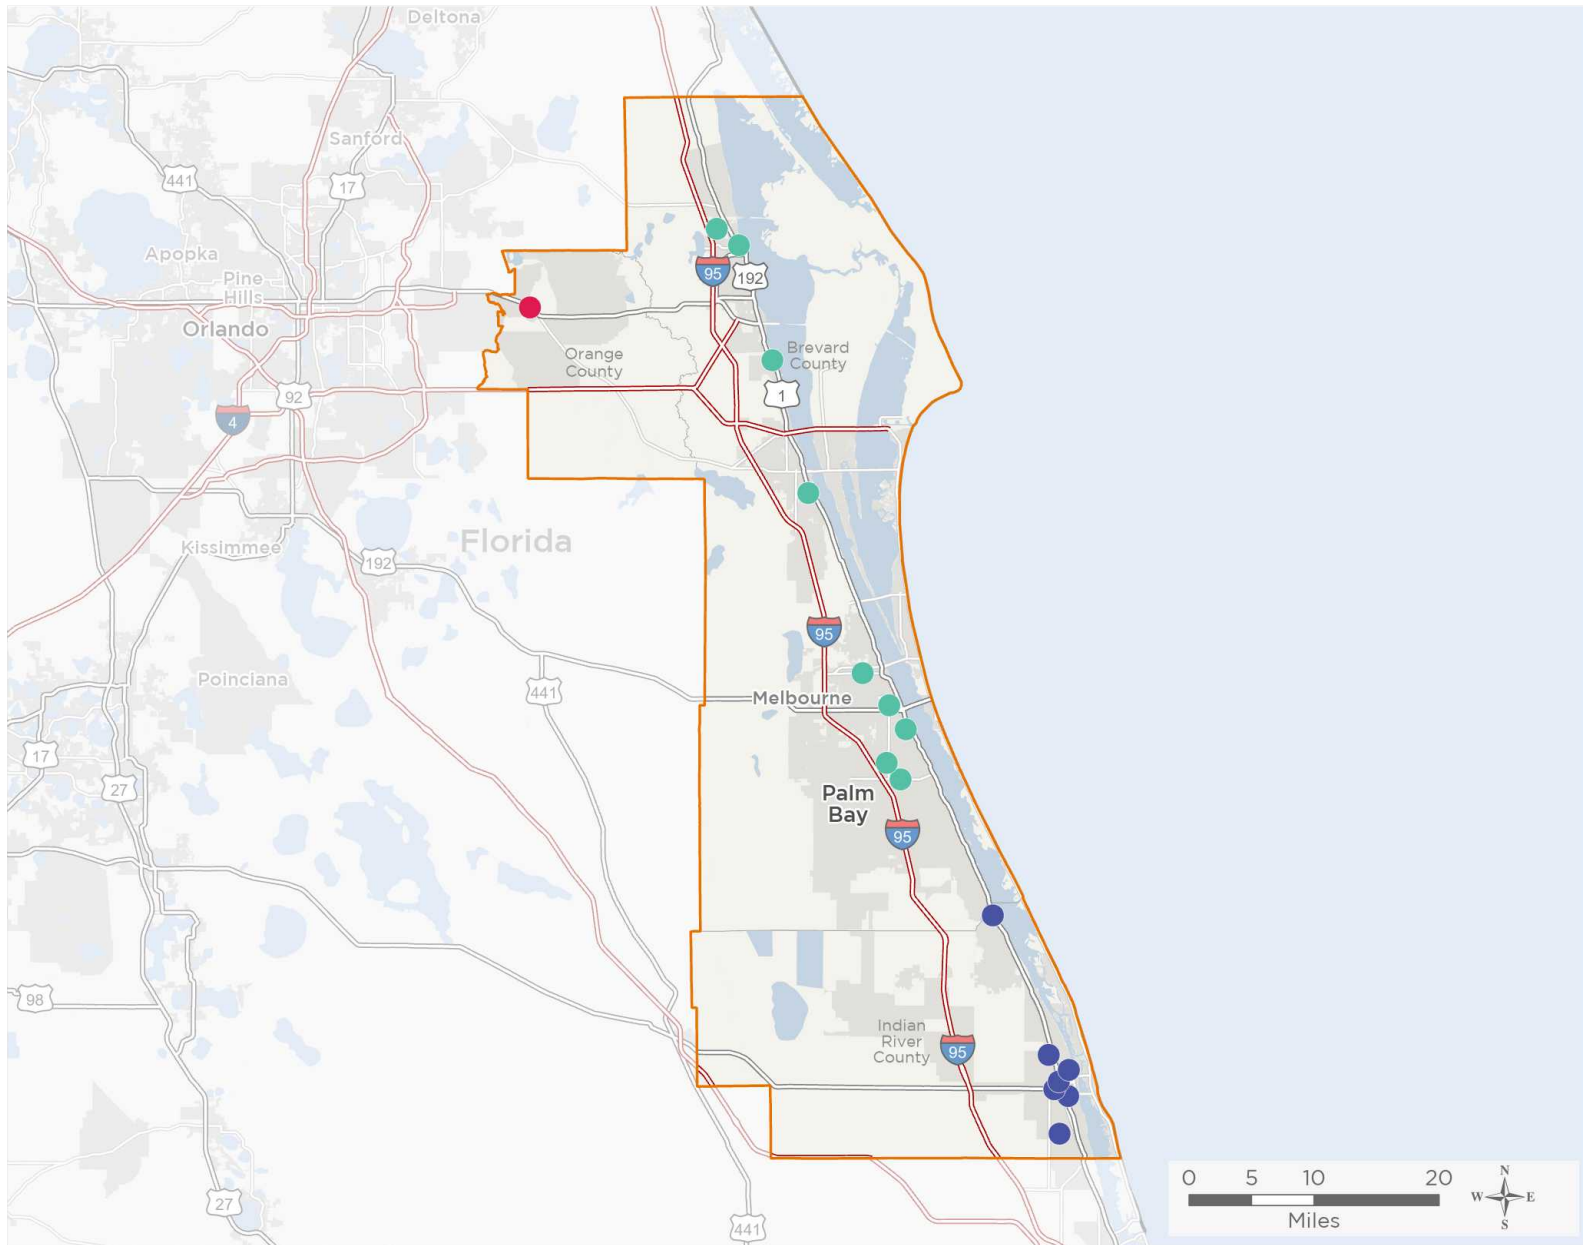 Deltona
Sanford
441
17
Apopka
Pine
Hills
95
192
Orlando
Orange
County
Brevard
County
1
92
4
Florida
Kissimmee
192
95
Poinciana
441
Melbourne
17
27
Palm
Bay
95
98
Indian
River
County
95
27
441
0 5 10 20
Miles
N
W E
S